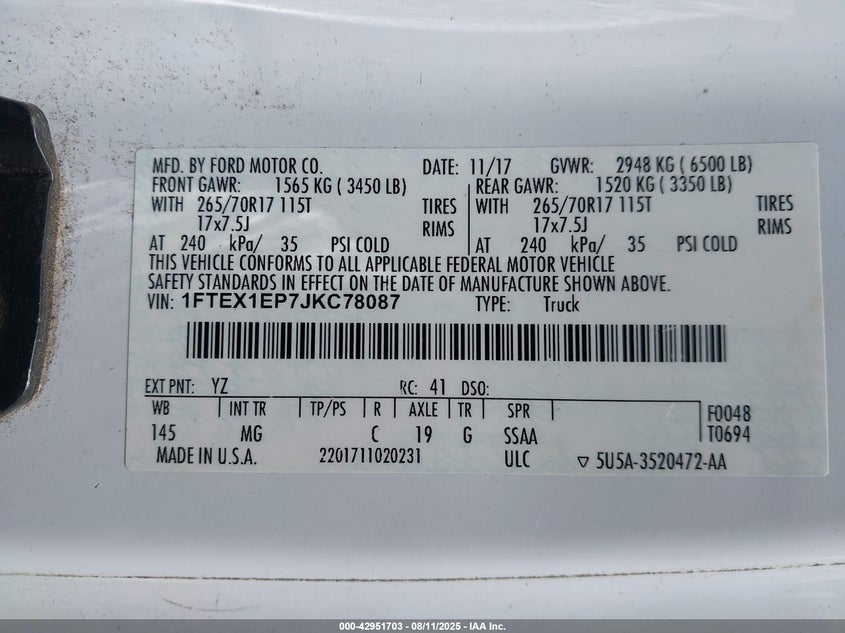 MFD. BY FORD MOTOR CO. DATE: 11/17 GVWR: 2948 KG ( 6500 LB)
FRONT GAWR: 1565 KG ( 3450 LB) REAR GAWR: 1520 KG ( 3350 LB)
WITH 265/70R17 115T TIRES WITH 265/70R17 115T TIRES
17x7.5J RIMS 17x7.5J RIMS
AT 240 kPa/ 35 PSI COLD AT 240 kPa/ 35 PSI COLD
THIS VEHICLE CONFORMS TO ALL APPLICABLE FEDERAL MOTOR VEHICLE
SAFETY STANDARDS IN EFFECT ON THE DATE OF MANUFACTURE SHOWN ABOVE.
VIN: 1FTEX1EP7JKC78087 TYPE: Truck
EXT PNT: YZ RC: 41 DSO:
WB INT TR TP/PS R AXLE TR SPR F0048
145 MG C 19 G SSAA T0694
MADE IN U.S.A. 2201711020231 ULC ▽ 5U5A-3520472-AA
000-42951703 - 08/11/2025 - IAA Inc.